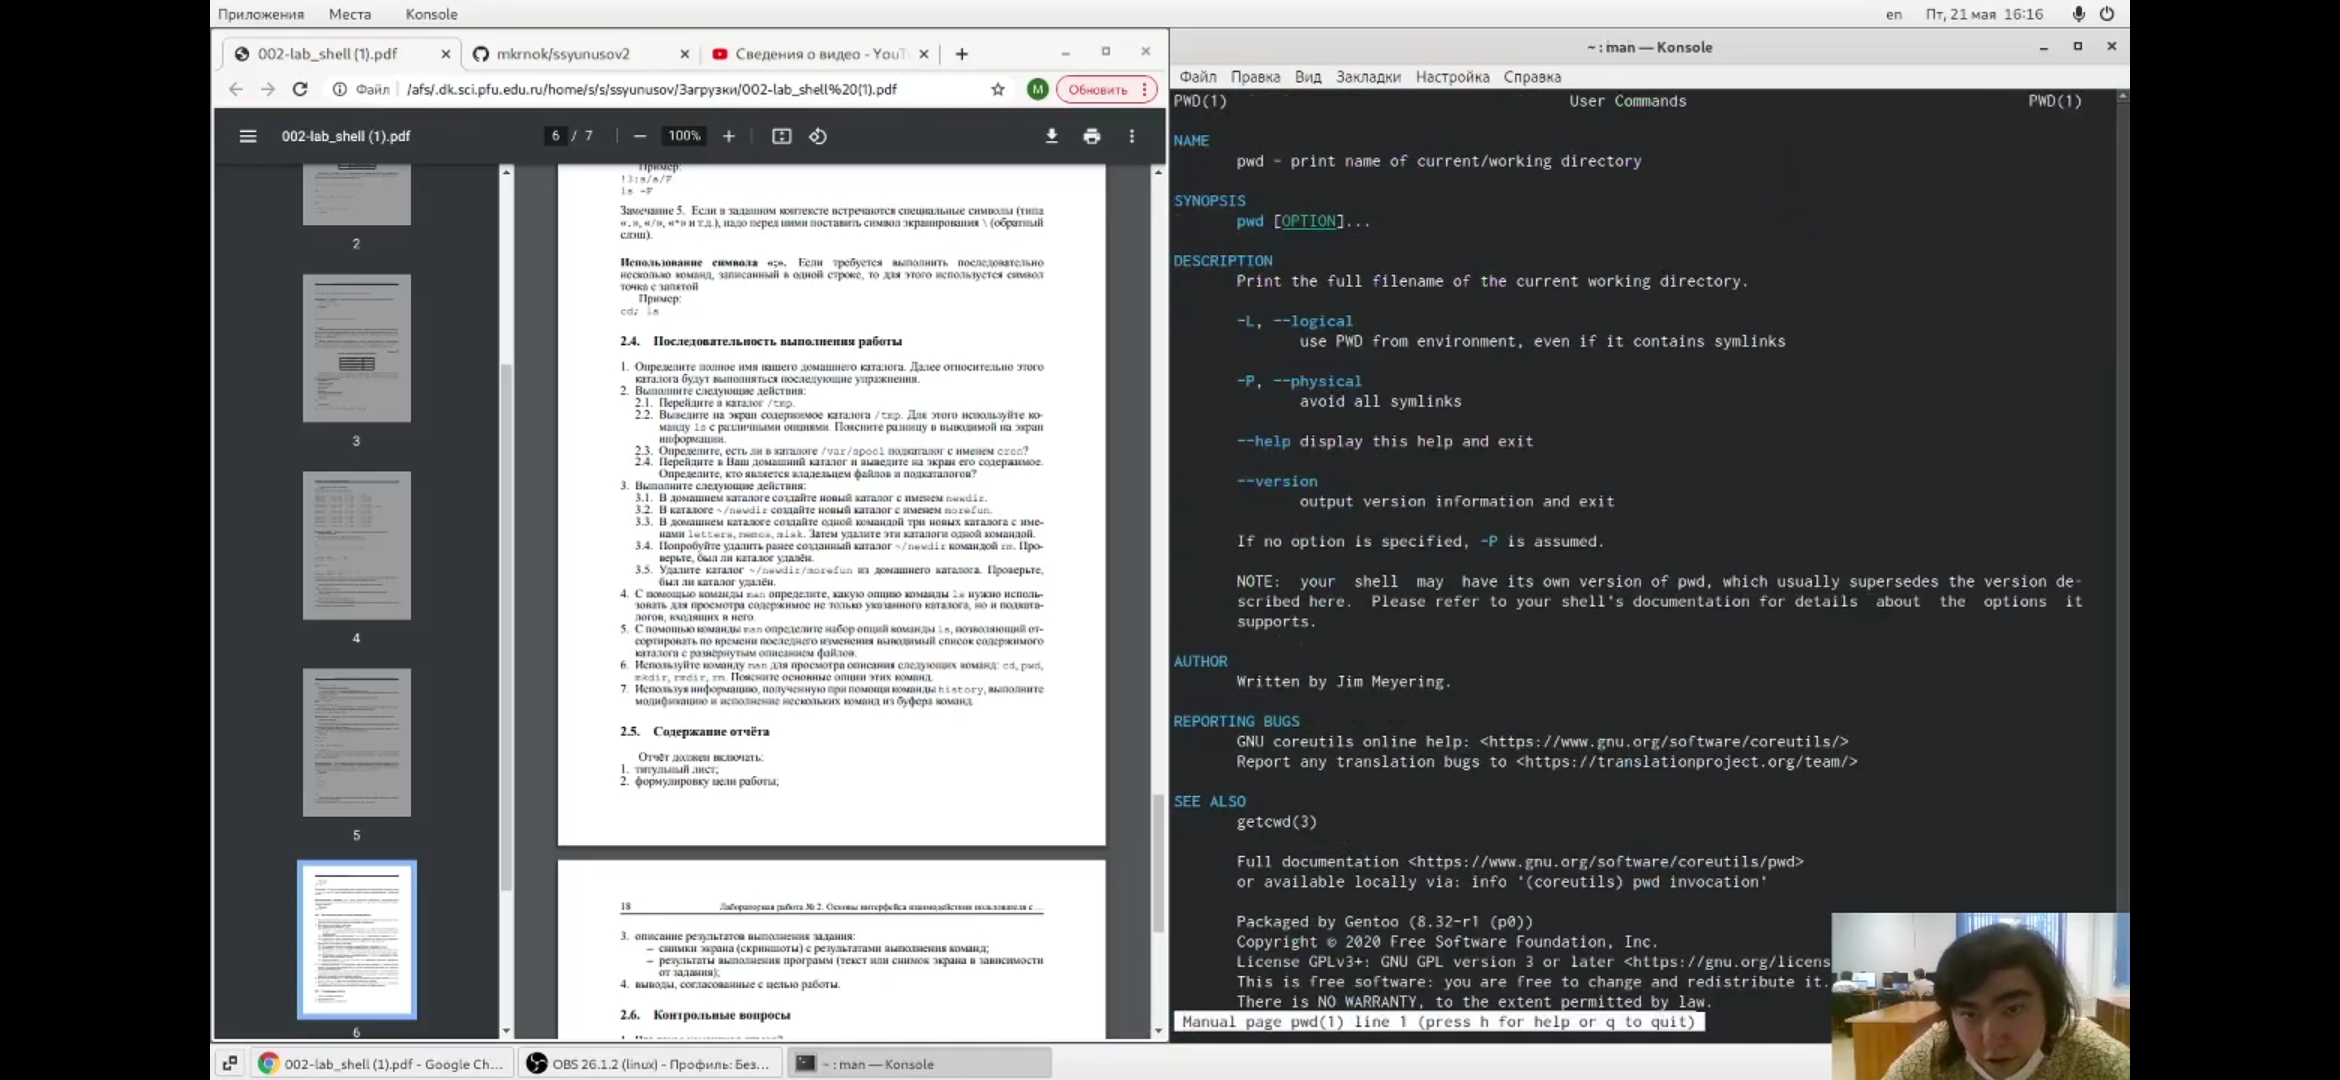 Приложения Места Konsole en Пт, 21 мая 16:16
002-lab_shell (1).pdf mkrnok/ssyunusov2 Сведения о видео - YouT
Файл /afs/.dk.sci.pfu.edu.ru/home/s/s/ssyunusov/Загрузки/002-lab_shell%20(1).pdf M Обновить
002-lab_shell (1).pdf 6 / 7 100%
2
3
4
5
6
Пример:
!3:s/a/F
ls -F
Замечание 5. Если в заданном контексте встречаются специальные символы (типа
«.», «/», «*» и т.д.), надо перед ними поставить символ экранирования \ (обратный
слэш).
Использование символа «;». Если требуется выполнить последовательно
несколько команд, записанный в одной строке, то для этого используется символ
точка с запятой
Пример:
cd; ls
2.4. Последовательность выполнения работы
1. Определите полное имя вашего домашнего каталога. Далее относительно этого
каталога будут выполняться последующие упражнения.
2. Выполните следующие действия:
2.1. Перейдите в каталог /tmp.
2.2. Выведите на экран содержимое каталога /tmp. Для этого используйте ко-
манду ls с различными опциями. Поясните разницу в выводимой на экран
информации.
2.3. Определите, есть ли в каталоге /var/spool подкаталог с именем cron?
2.4. Перейдите в Ваш домашний каталог и выведите на экран его содержимое.
Определите, кто является владельцем файлов и подкаталогов?
3. Выполните следующие действия:
3.1. В домашнем каталоге создайте новый каталог с именем newdir.
3.2. В каталоге ~/newdir создайте новый каталог с именем morefun.
3.3. В домашнем каталоге создайте одной командой три новых каталога с име-
нами letters, memos, misk. Затем удалите эти каталоги одной командой.
3.4. Попробуйте удалить ранее созданный каталог ~/newdir командой rm. Про-
верьте, был ли каталог удалён.
3.5. Удалите каталог ~/newdir/morefun из домашнего каталога. Проверьте,
был ли каталог удалён.
4. С помощью команды man определите, какую опцию команды ls нужно исполь-
зовать для просмотра содержимое не только указанного каталога, но и подката-
логов, входящих в него.
5. С помощью команды man определите набор опций команды ls, позволяющий от-
сортировать по времени последнего изменения выводимый список содержимого
каталога с развёрнутым описанием файлов.
6. Используйте команду man для просмотра описания следующих команд: cd, pwd,
mkdir, rmdir, rm. Поясните основные опции этих команд.
7. Используя информацию, полученную при помощи команды history, выполните
модификацию и исполнение нескольких команд из буфера команд.
2.5. Содержание отчёта
Отчёт должен включать:
1. титульный лист;
2. формулировку цели работы;
18 Лабораторная работа № 2. Основы интерфейса взаимодействия пользователя с ...
3. описание результатов выполнения задания:
– снимки экрана (скриншоты) с результатами выполнения команд;
– результаты выполнения программ (текст или снимок экрана в зависимости
от задания);
4. выводы, согласованные с целью работы.
2.6. Контрольные вопросы
~ : man — Konsole
Файл Правка Вид Закладки Настройка Справка
PWD(1) User Commands PWD(1)
NAME
pwd - print name of current/working directory
SYNOPSIS
pwd [OPTION]...
DESCRIPTION
Print the full filename of the current working directory.
-L, --logical
use PWD from environment, even if it contains symlinks
-P, --physical
avoid all symlinks
--help display this help and exit
--version
output version information and exit
If no option is specified, -P is assumed.
NOTE: your shell may have its own version of pwd, which usually supersedes the version de-
scribed here. Please refer to your shell's documentation for details about the options it
supports.
AUTHOR
Written by Jim Meyering.
REPORTING BUGS
GNU coreutils online help: <https://www.gnu.org/software/coreutils/>
Report any translation bugs to <https://translationproject.org/team/>
SEE ALSO
getcwd(3)
Full documentation <https://www.gnu.org/software/coreutils/pwd>
or available locally via: info '(coreutils) pwd invocation'
Packaged by Gentoo (8.32-r1 (p0))
Copyright © 2020 Free Software Foundation, Inc.
License GPLv3+: GNU GPL version 3 or later <https://gnu.org/licens
This is free software: you are free to change and redistribute it.
There is NO WARRANTY, to the extent permitted by law.
Manual page pwd(1) line 1 (press h for help or q to quit)
002-lab_shell (1).pdf - Google Ch... OBS 26.1.2 (linux) - Профиль: Без... ~ : man — Konsole